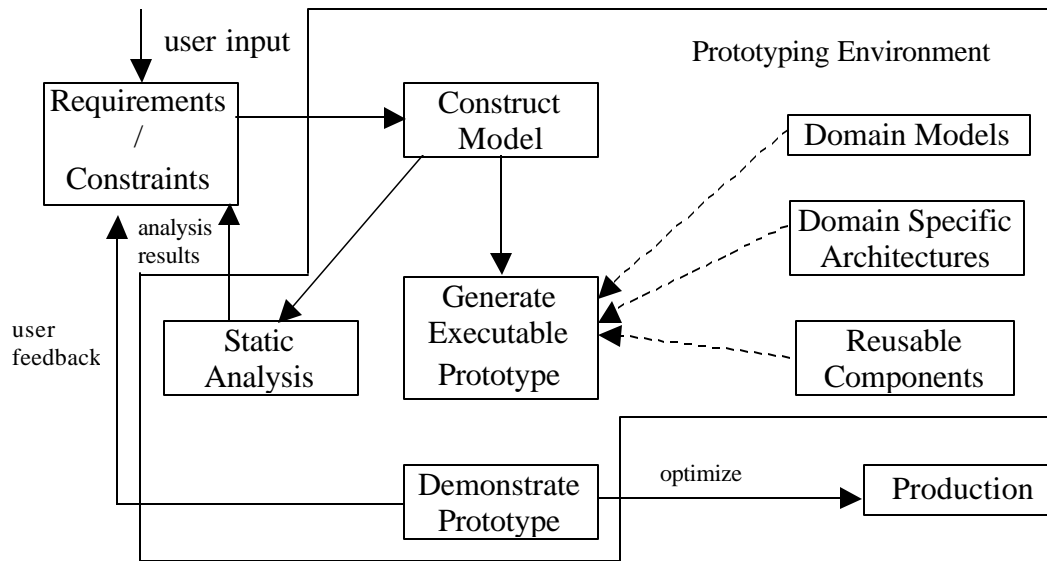 user input
Prototyping Environment
Requirements
/
Constraints
Construct
Model
Domain Models
analysis
results
Domain Specific
Architectures
user
feedback
Static
Analysis
Generate
Executable
Prototype
Reusable
Components
Demonstrate
Prototype
optimize
Production